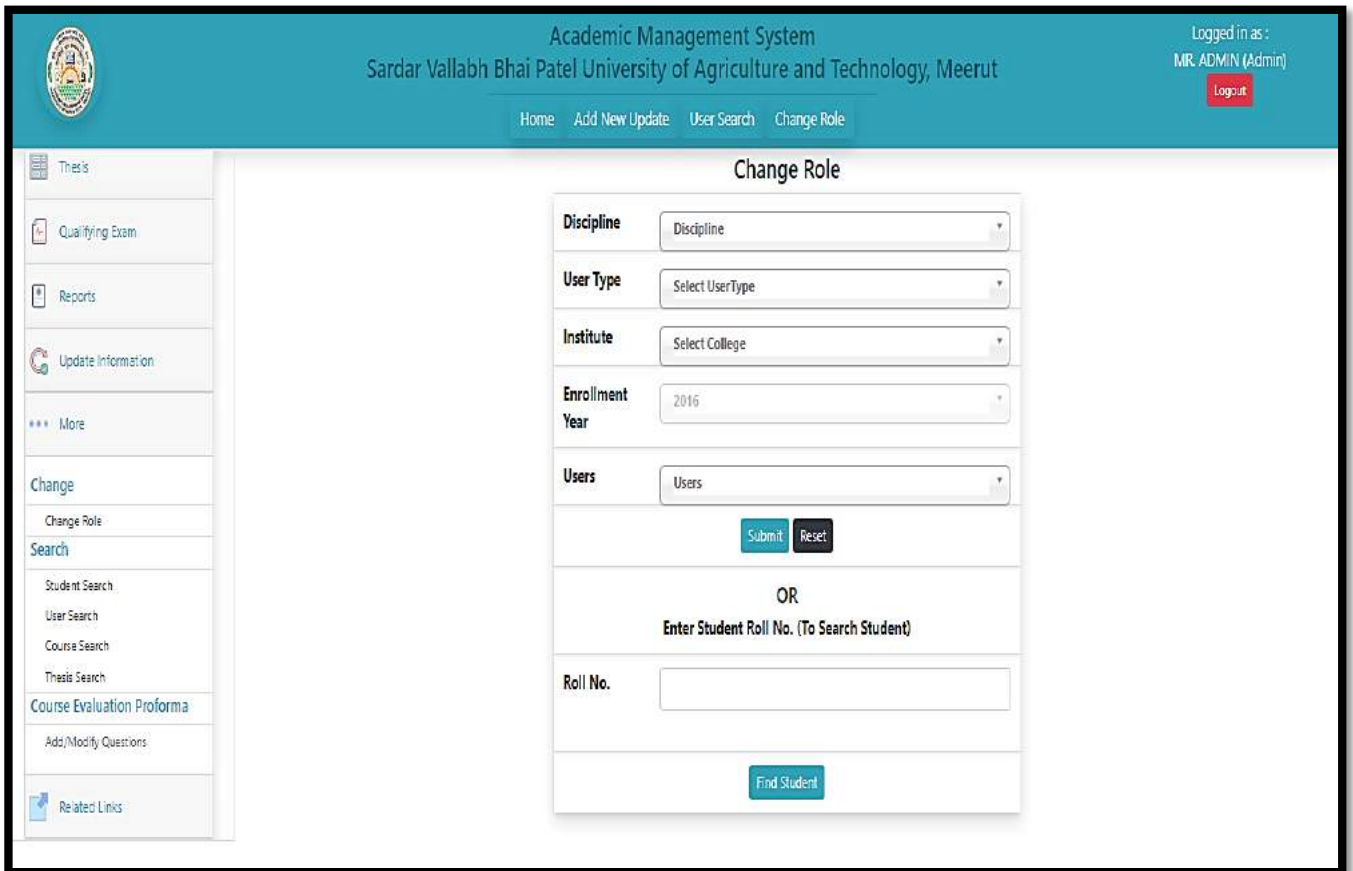 Academic Management System
Sardar Vallabh Bhai Patel University of Agriculture and Technology, Meerut
Logged in as :
MR. ADMIN (Admin)
Logout
Home Add New Update User Search Change Role
Thesis
Qualifying Exam
Reports
Update Information
More
Change
Change Role
Search
Student Search
User Search
Course Search
Thesis Search
Course Evaluation Proforma
Add/Modify Questions
Related Links
Change Role
Discipline Discipline
User Type Select UserType
Institute Select College
Enrollment 2016
Year
Users Users
Submit Reset
OR
Enter Student Roll No. (To Search Student)
Roll No.
Find Student